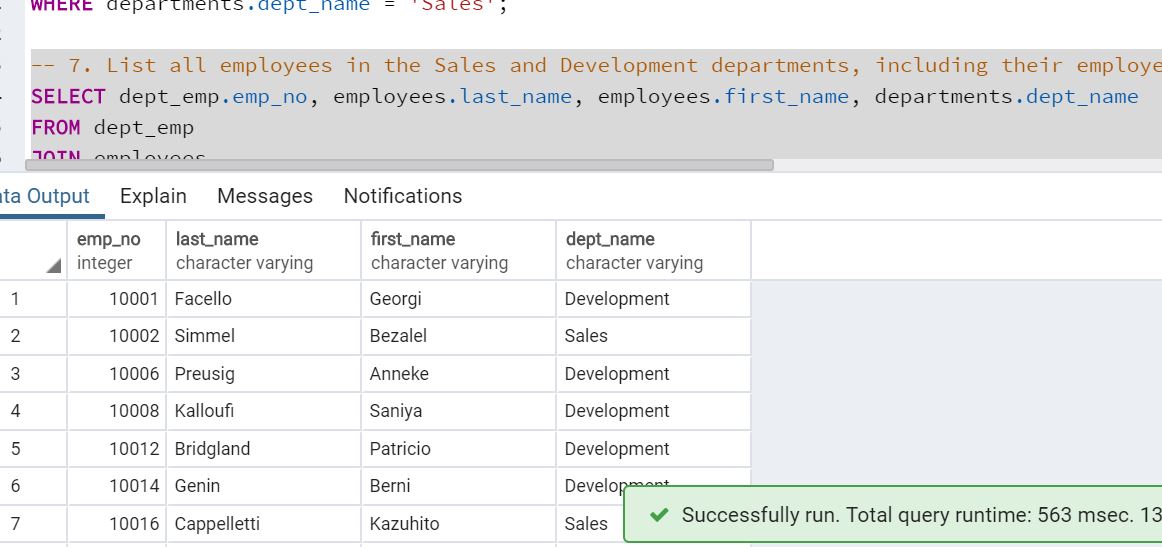 WHERE departments.dept_name = 'Sales';
-- 7. List all employees in the Sales and Development departments, including their employe
SELECT dept_emp.emp_no, employees.last_name, employees.first_name, departments.dept_name
FROM dept_emp
JOIN employees
ata Output Explain Messages Notifications
emp_no last_name first_name dept_name
integer character varying character varying character varying
1 10001 Facello Georgi Development
2 10002 Simmel Bezalel Sales
3 10006 Preusig Anneke Development
4 10008 Kalloufi Saniya Development
5 10012 Bridgland Patricio Development
6 10014 Genin Berni Development
7 10016 Cappelletti Kazuhito Sales
Successfully run. Total query runtime: 563 msec. 13